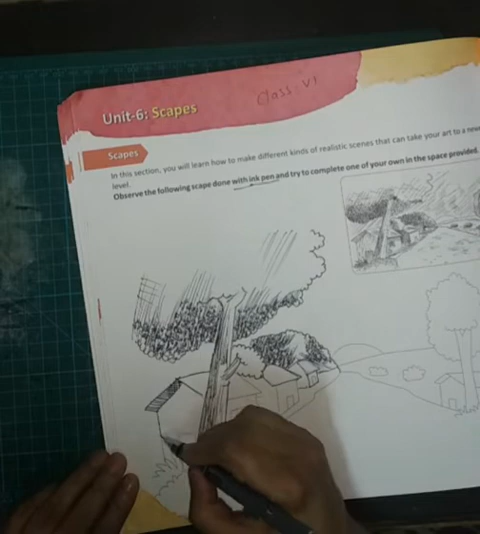 Unit-6: Scapes
Class VI
Scapes
In this section, you will learn how to make different kinds of realistic scenes that can take your art to a
level.
Observe the following scape done with ink pen and try to complete one of your own in the space provided.